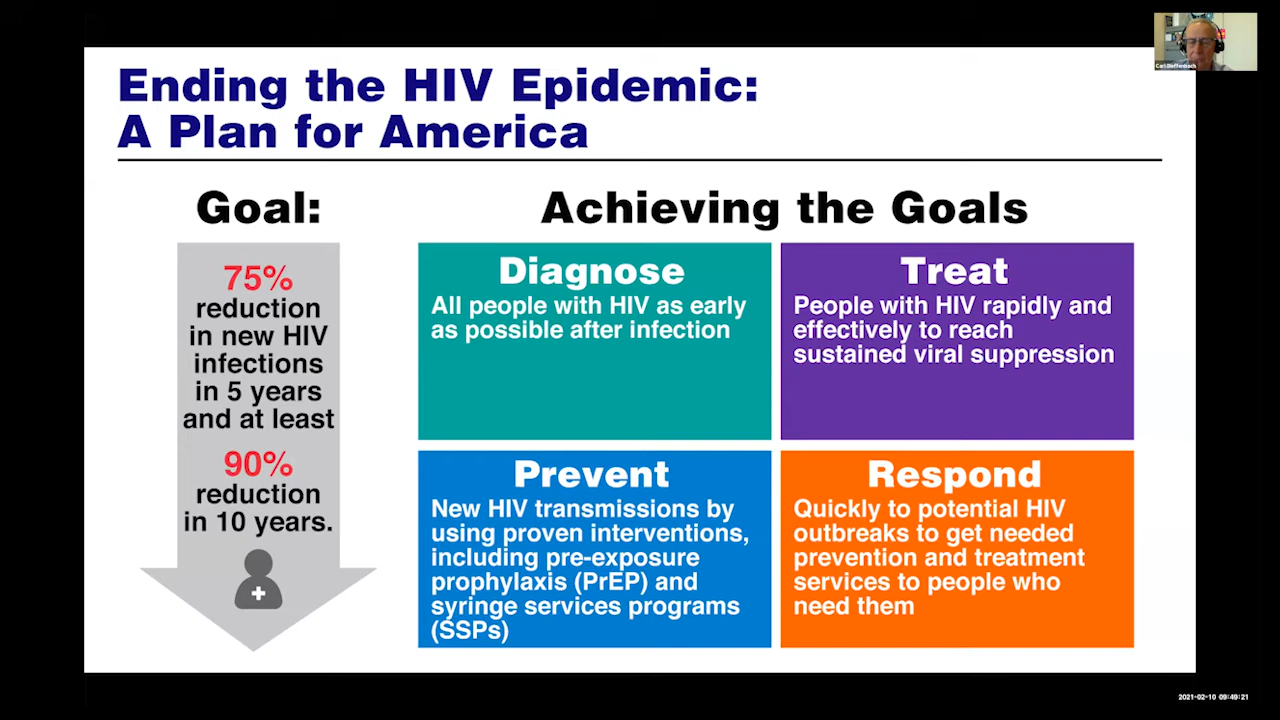 Carl Dieffenbach
Ending the HIV Epidemic:
A Plan for America
Goal:
75%
reduction
in new HIV
infections
in 5 years
and at least
90%
reduction
in 10 years.
Achieving the Goals
Diagnose
All people with HIV as early
as possible after infection
Treat
People with HIV rapidly and
effectively to reach
sustained viral suppression
Prevent
New HIV transmissions by
using proven interventions,
including pre-exposure
prophylaxis (PrEP) and
syringe services programs
(SSPs)
Respond
Quickly to potential HIV
outbreaks to get needed
prevention and treatment
services to people who
need them
2021-02-10 09:49:21